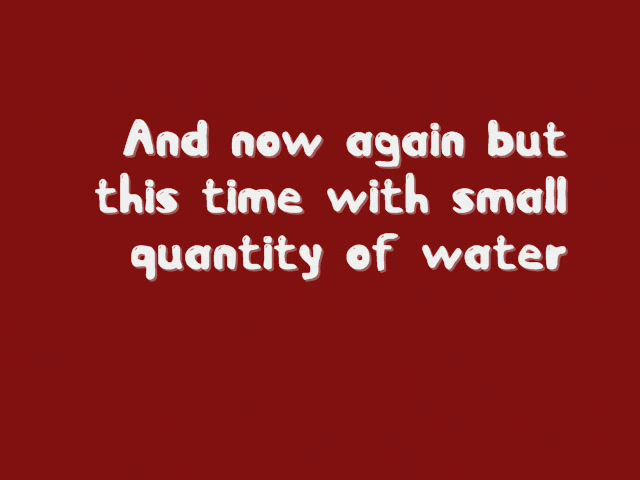 And now again but
this time with small
quantity of water